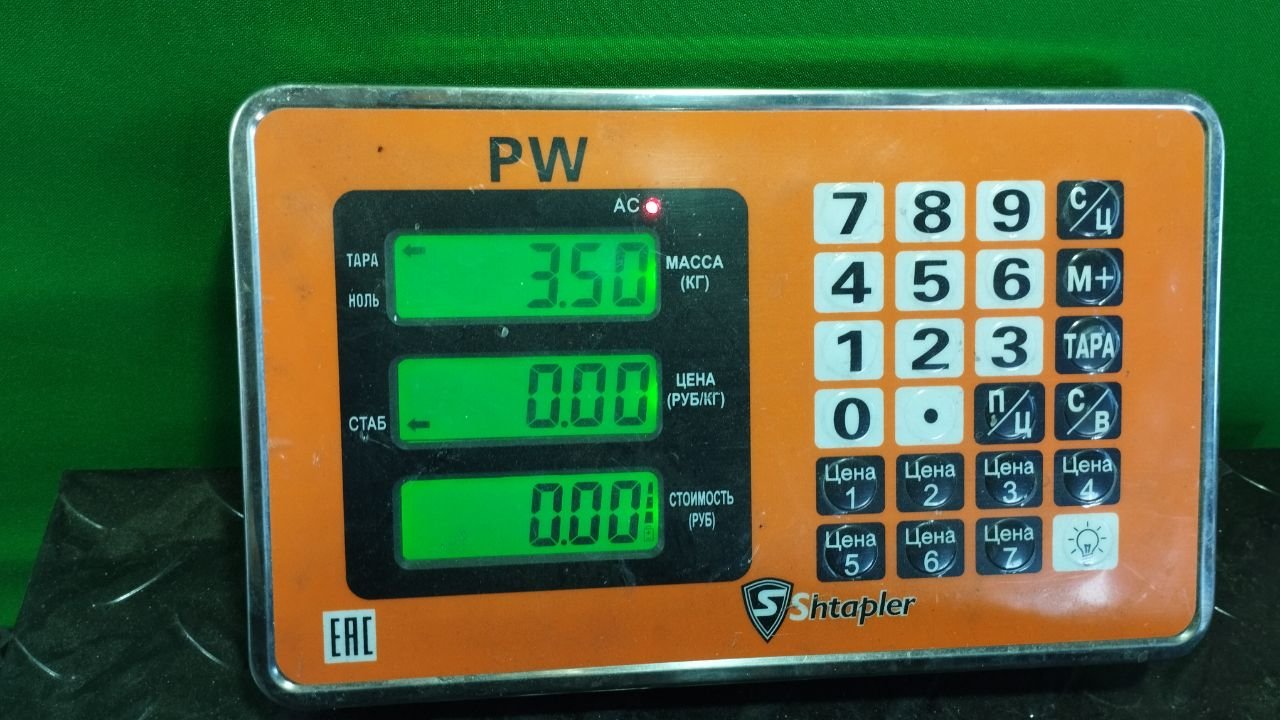 PW
AC
ТАРА
НОЛЬ
3.50
МАССА
(КГ)
СТАБ
0.00
ЦЕНА
(РУБ/КГ)
0.00
СТОИМОСТЬ
(РУБ)
7 8 9 С/Ц
4 5 6 М+
1 2 3 ТАРА
0 • П/Ц С/В
Цена 1 Цена 2 Цена 3 Цена 4
Цена 5 Цена 6 Цена 7
S Shtapler
EAC